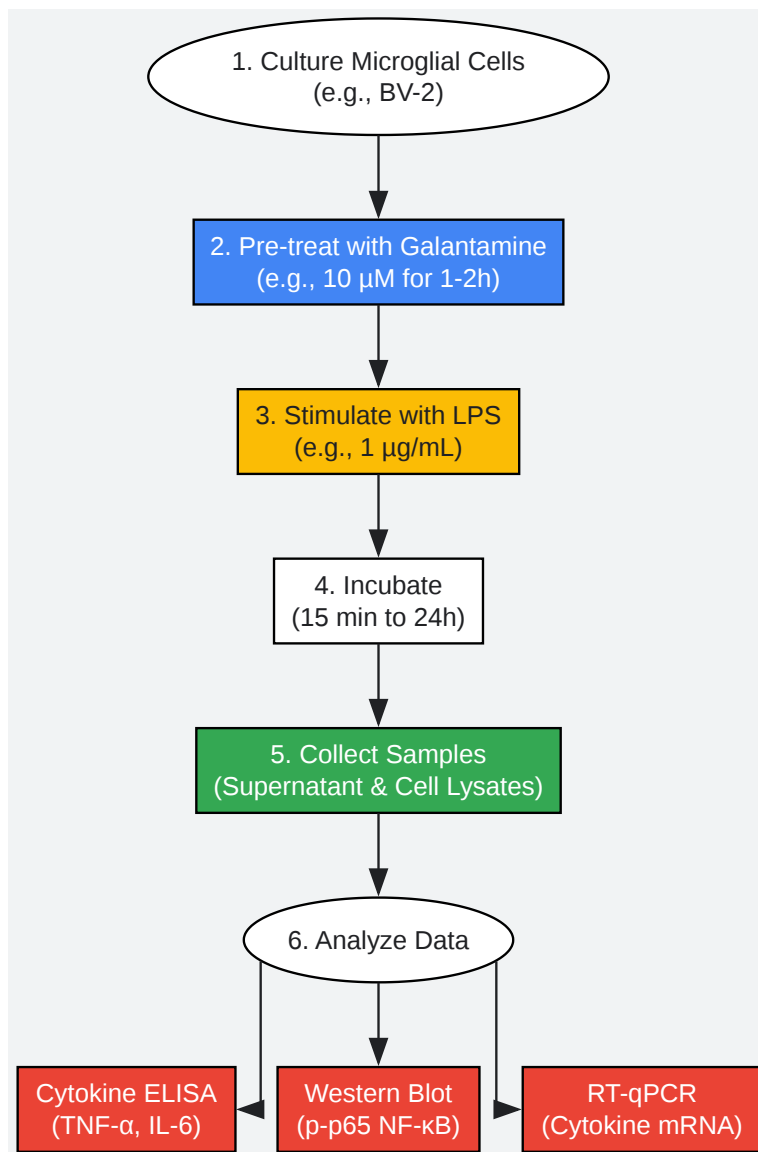 1. Culture Microglial Cells
(e.g., BV-2)
2. Pre-treat with Galantamine
(e.g., 10 µM for 1-2h)
3. Stimulate with LPS
(e.g., 1 µg/mL)
4. Incubate
(15 min to 24h)
5. Collect Samples
(Supernatant & Cell Lysates)
6. Analyze Data
Cytokine ELISA
(TNF-α, IL-6)
Western Blot
(p-p65 NF-κB)
RT-qPCR
(Cytokine mRNA)